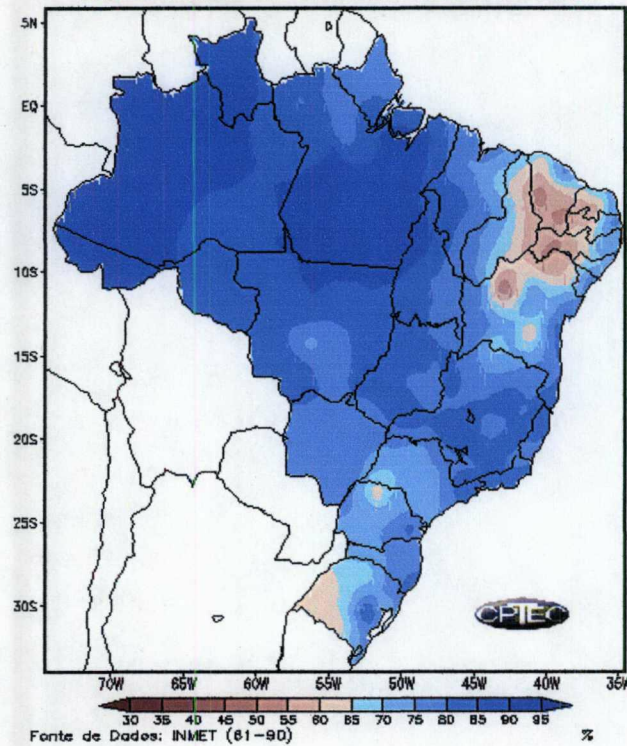 5N
EQ
5S
10S
15S
20S
25S
30S
CPTEC
70W 65W 60W 55W 50W 45W 40W 35W
30 35 40 45 50 55 60 65 70 75 80 85 90 95
Fonte de Dados: INMET (61-90) %